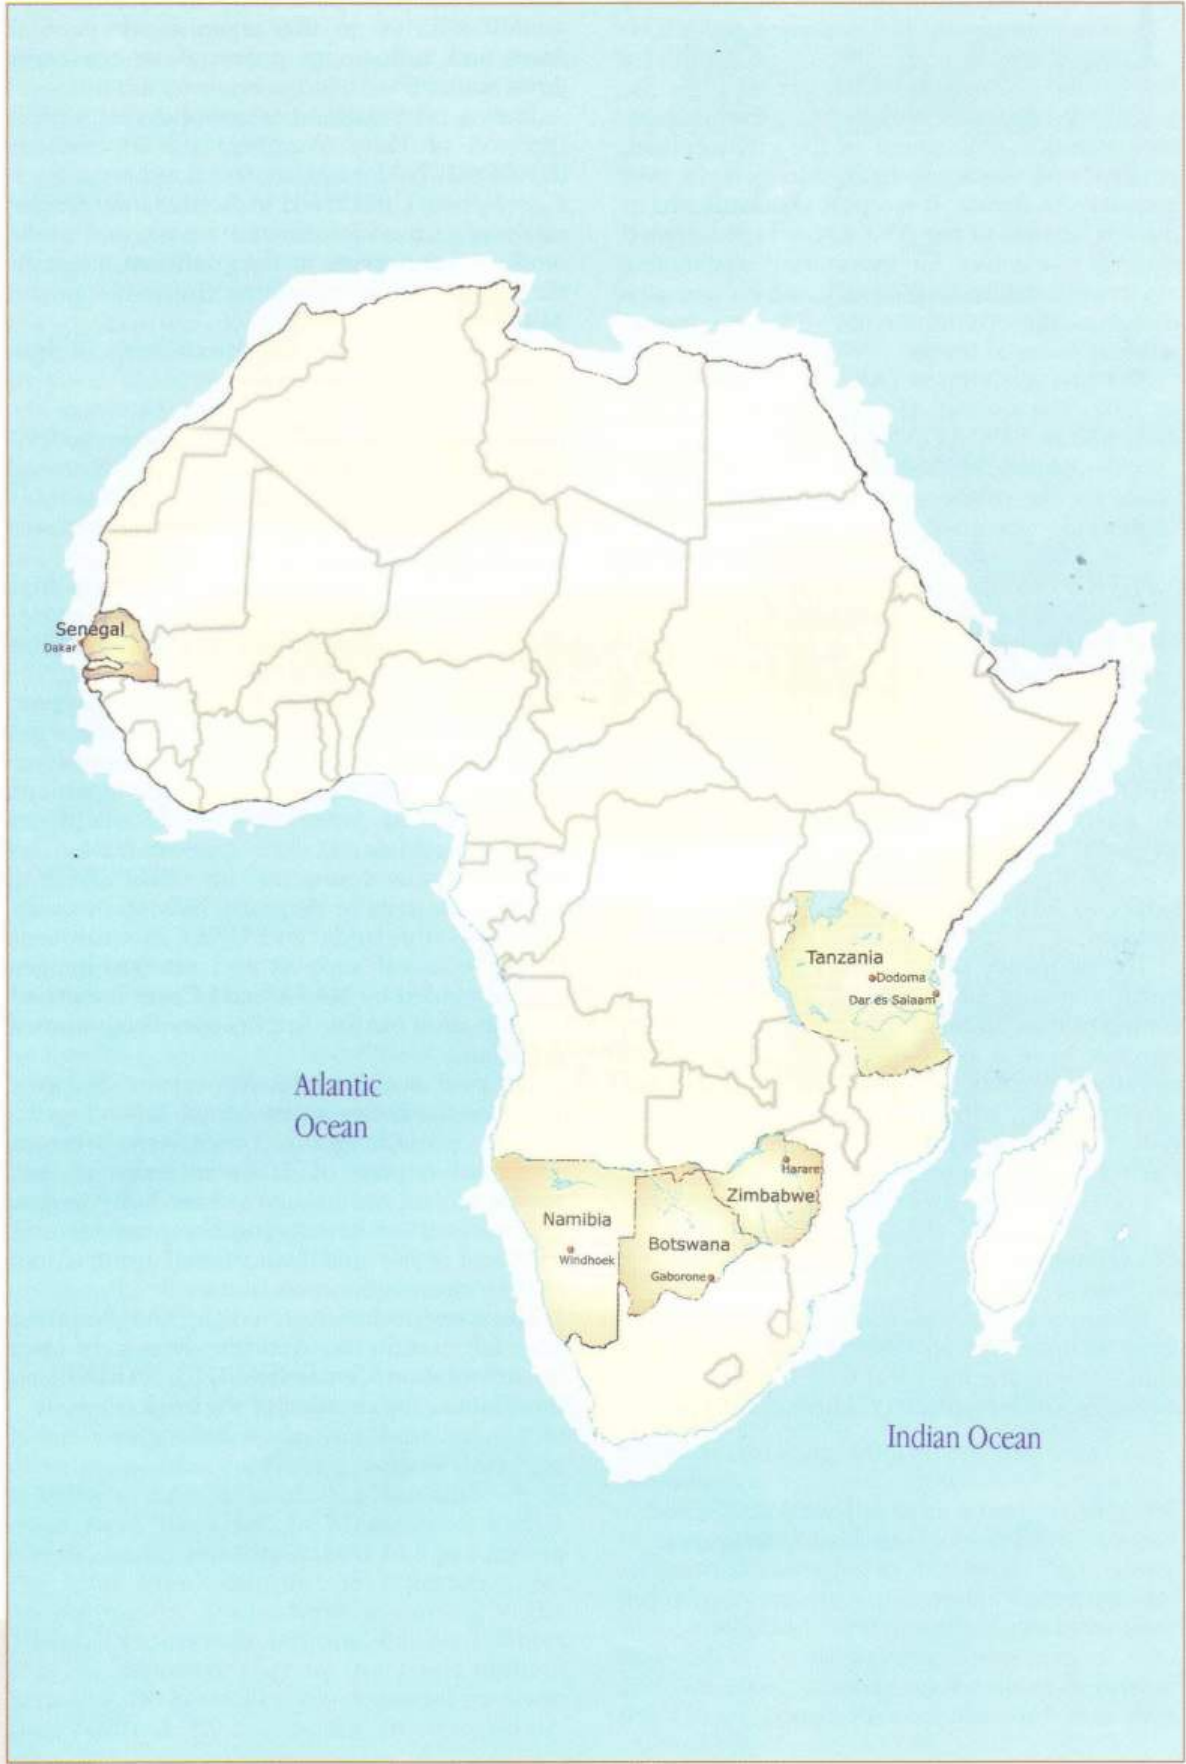 Senegal
Dakar
Tanzania
Dodoma
Dar es Salaam
Atlantic
Ocean
Harare
Zimbabwe
Namibia
Windhoek
Botswana
Gaborone
Indian Ocean